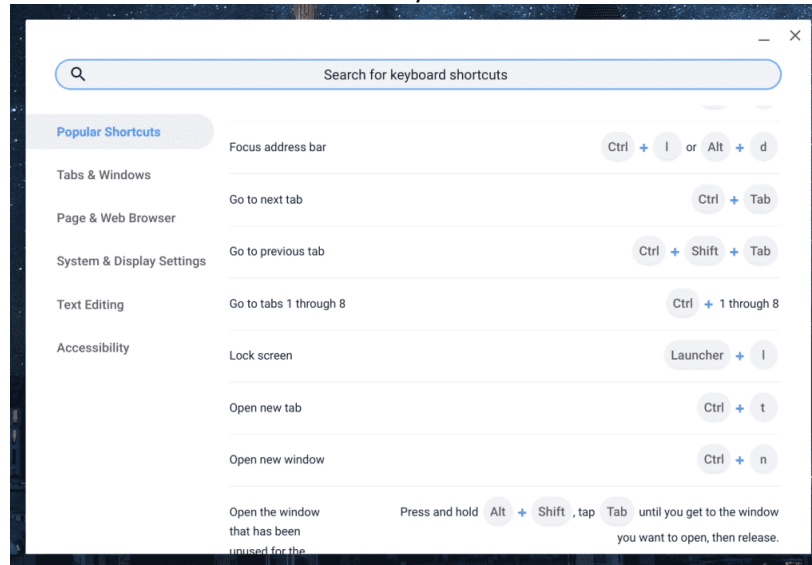 Search for keyboard shortcuts
Popular Shortcuts
Tabs & Windows
Page & Web Browser
System & Display Settings
Text Editing
Accessibility
Focus address bar Ctrl + l or Alt + d
Go to next tab Ctrl + Tab
Go to previous tab Ctrl + Shift + Tab
Go to tabs 1 through 8 Ctrl + 1 through 8
Lock screen Launcher + l
Open new tab Ctrl + t
Open new window Ctrl + n
Open the window Press and hold Alt + Shift , tap Tab until you get to the window
that has been you want to open, then release.
unused for the